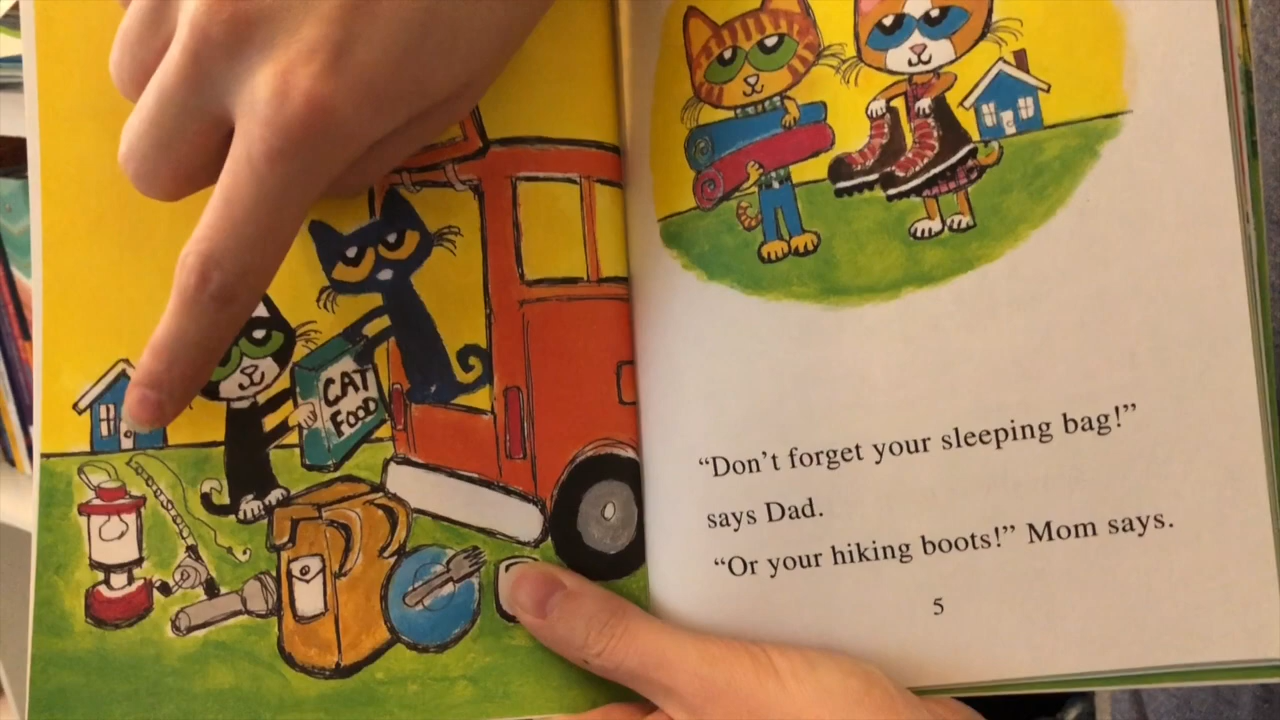 CAT
FOOD
“Don’t forget your sleeping bag!”
says Dad.
“Or your hiking boots!” Mom says.
5